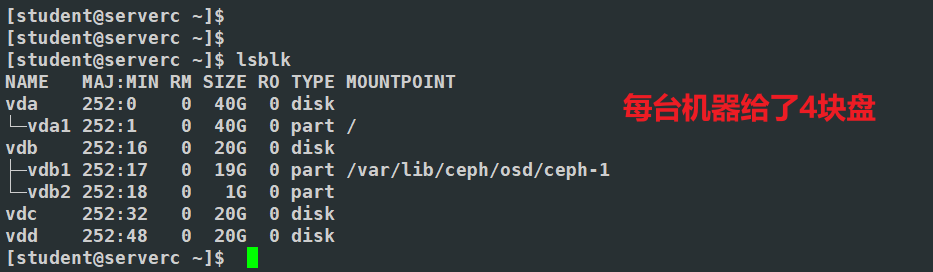 [student@serverc ~]$
[student@serverc ~]$
[student@serverc ~]$ lsblk
NAME   MAJ:MIN RM SIZE RO TYPE MOUNTPOINT
vda    252:0    0  40G  0 disk
└─vda1 252:1    0  40G  0 part /
vdb    252:16   0  20G  0 disk
├─vdb1 252:17   0  19G  0 part /var/lib/ceph/osd/ceph-1
└─vdb2 252:18   0   1G  0 part
vdc    252:32   0  20G  0 disk
vdd    252:48   0  20G  0 disk
[student@serverc ~]$
每台机器给了4块盘